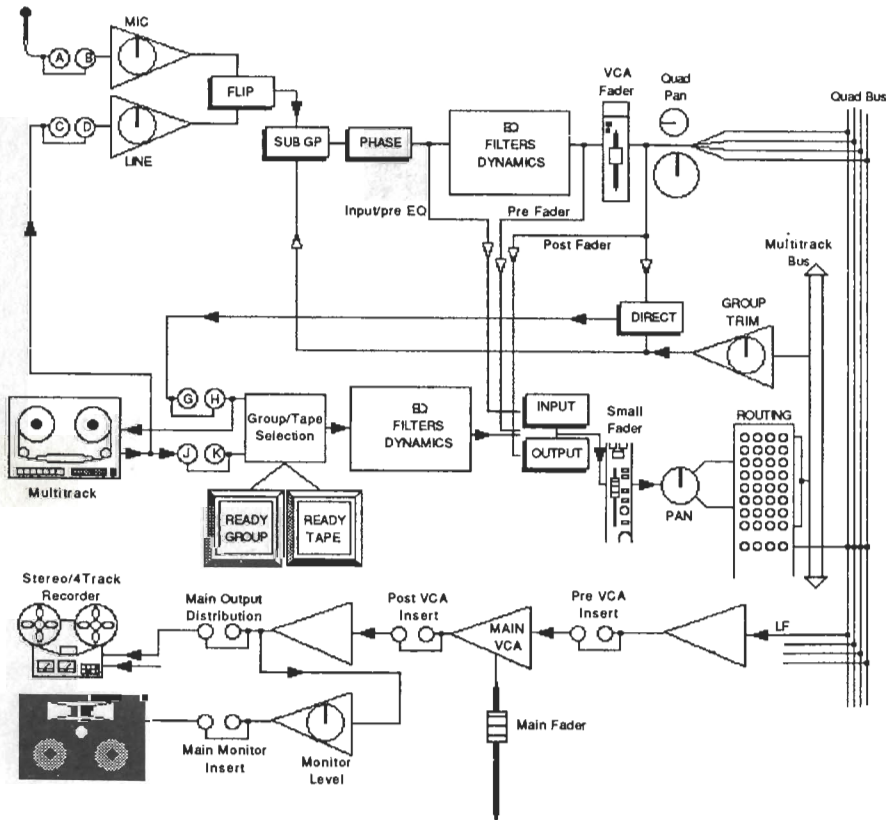 MIC
A B
FLIP
C D
LINE
SUB GP
PHASE
EQ
FILTERS
DYNAMICS
VCA
Fader
Quad
Pan
Quad Bus
Input/pre EQ
Pre Fader
Post Fader
Multitrack
Bus
DIRECT
GROUP
TRIM
G H
J K
Multitrack
Group/Tape
Selection
READY
GROUP
READY
TAPE
EQ
FILTERS
DYNAMICS
INPUT
OUTPUT
Small
Fader
PAN
ROUTING
Stereo/4Track
Recorder
Main Output
Distribution
Post VCA
Insert
MAIN
VCA
Pre VCA
Insert
LF
Main Monitor
Insert
Monitor
Level
Main Fader